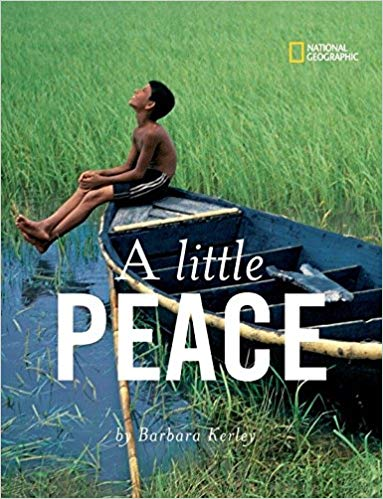 NATIONAL
GEOGRAPHIC
A little
PEACE
by Barbara Kerley